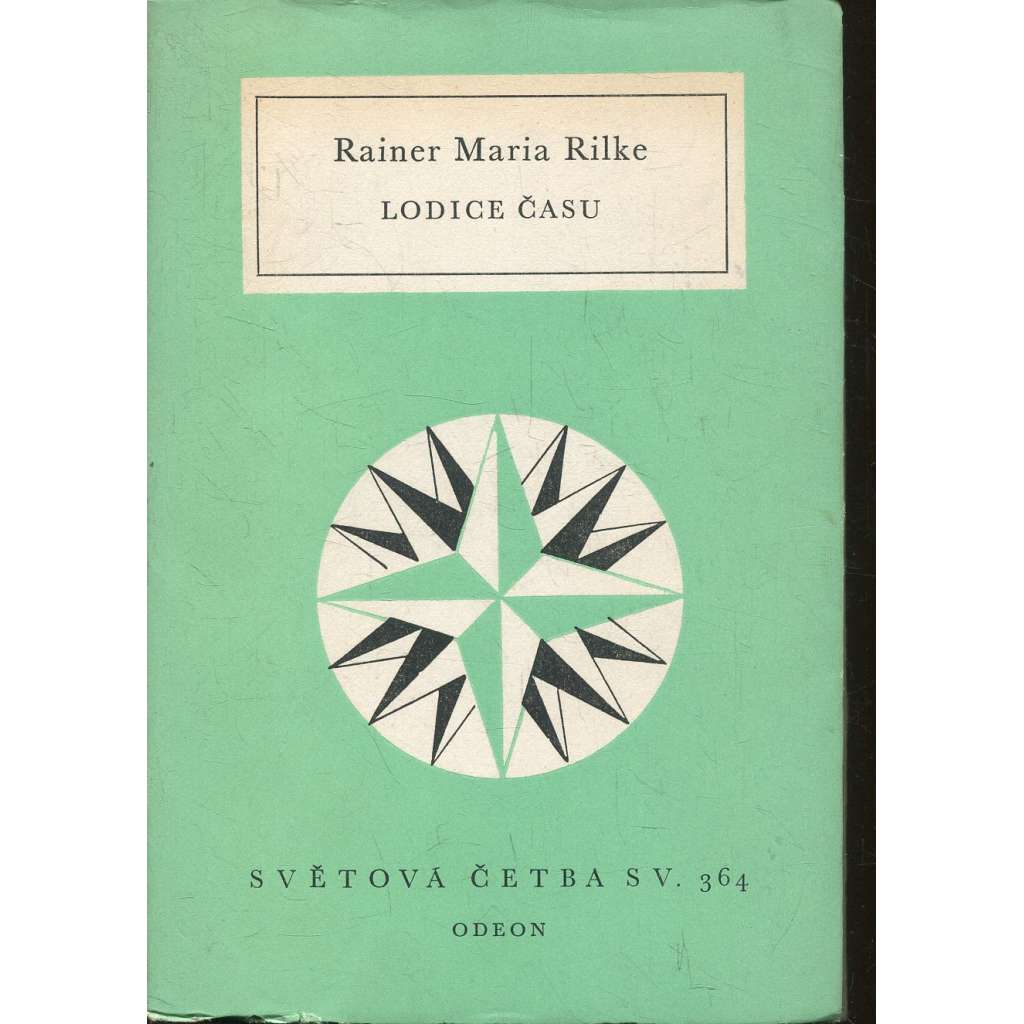 Rainer Maria Rilke
LODICE ČASU
SVĚTOVÁ ČETBA SV. 364
ODEON